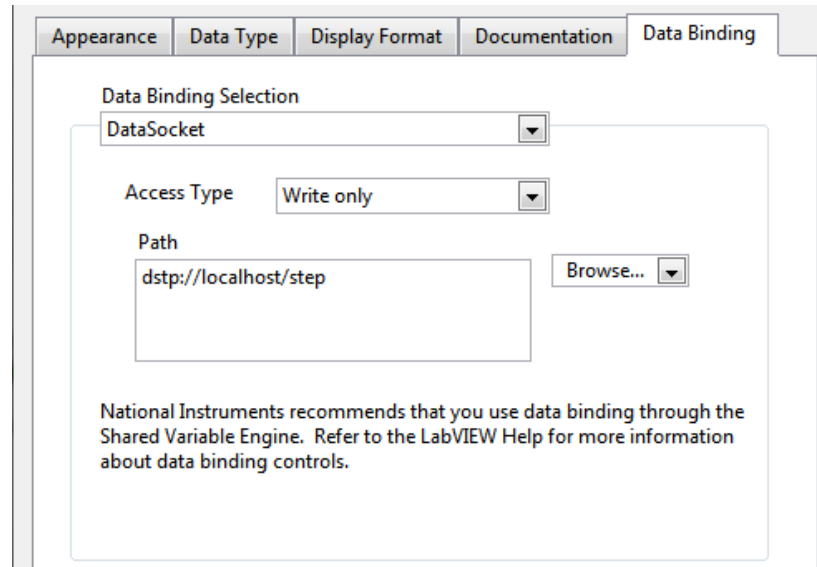 Appearance Data Type Display Format Documentation Data Binding
Data Binding Selection
DataSocket
Access Type Write only
Path
dstp://localhost/step
Browse...
National Instruments recommends that you use data binding through the
Shared Variable Engine.  Refer to the LabVIEW Help for more information
about data binding controls.